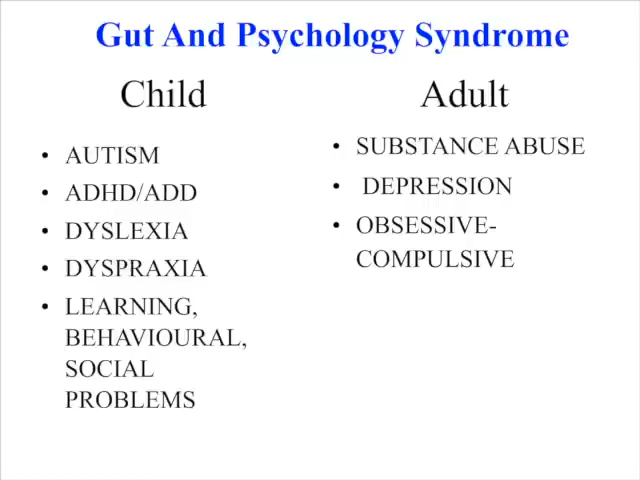 Gut And Psychology Syndrome
Child
• AUTISM
• ADHD/ADD
• DYSLEXIA
• DYSPRAXIA
• LEARNING,
BEHAVIOURAL,
SOCIAL
PROBLEMS
Adult
• SUBSTANCE ABUSE
• DEPRESSION
• OBSESSIVE-
COMPULSIVE